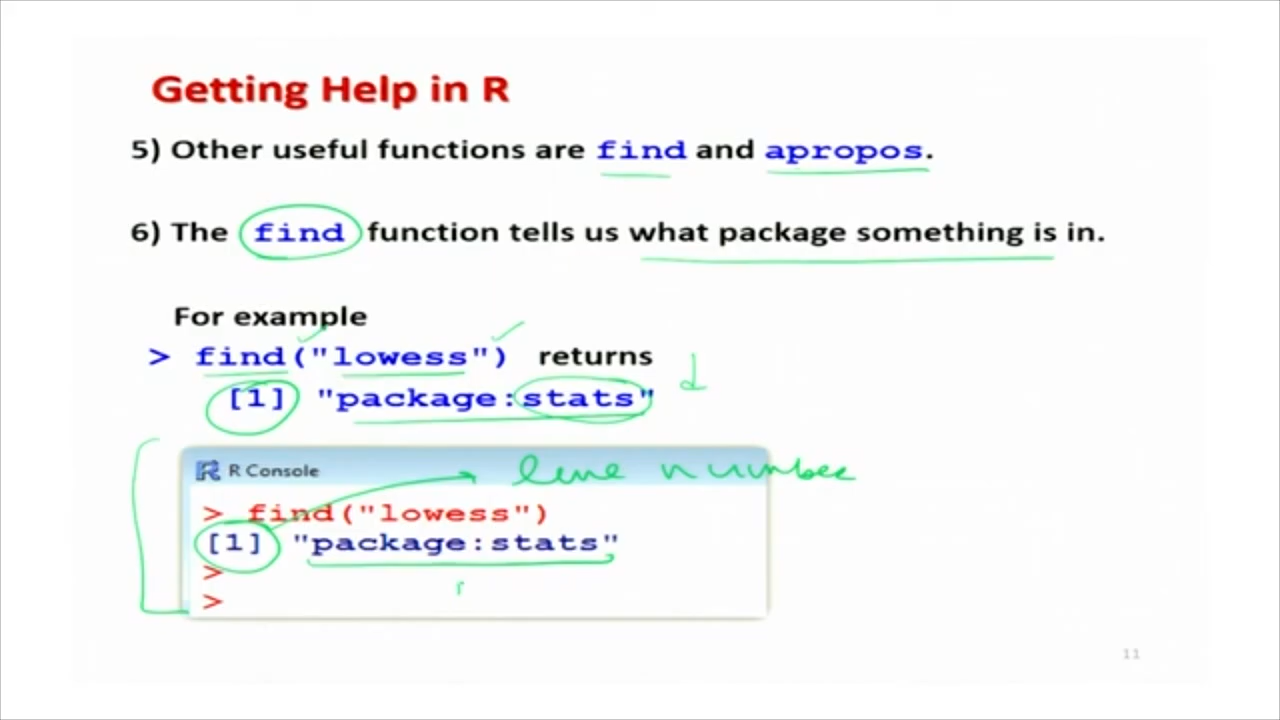 Getting Help in R
5) Other useful functions are find and apropos.
6) The find function tells us what package something is in.
For example
> find("lowess") returns
[1] "package:stats"
R Console
line number
> find("lowess")
[1] "package:stats"
>
>
11